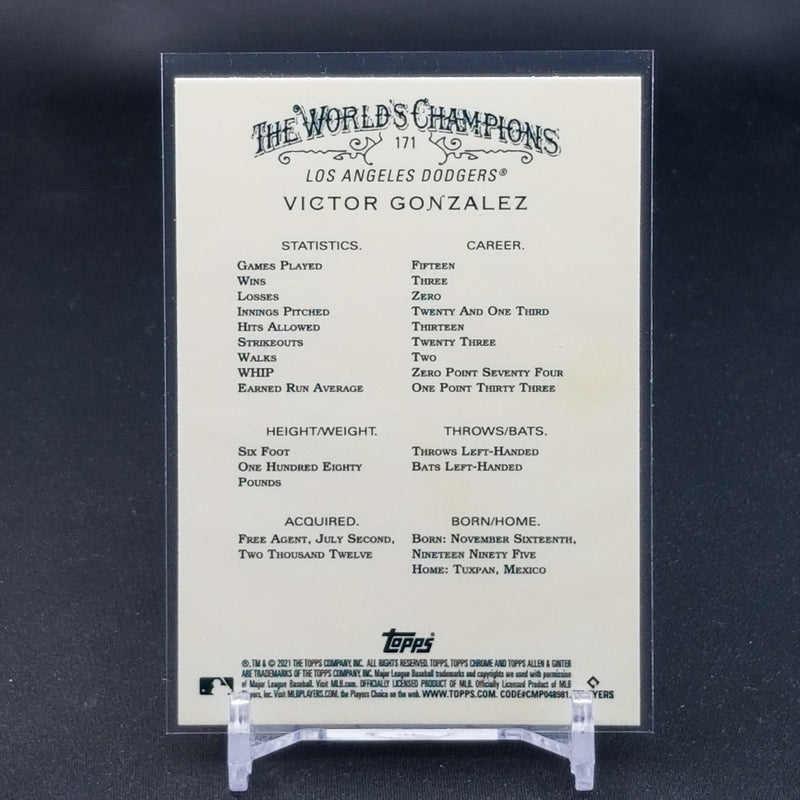 THE WORLD'S CHAMPIONS
171
LOS ANGELES DODGERS®
VICTOR GONZALEZ
STATISTICS. CAREER.
GAMES PLAYED FIFTEEN
WINS THREE
LOSSES ZERO
INNINGS PITCHED TWENTY AND ONE THIRD
HITS ALLOWED THIRTEEN
STRIKEOUTS TWENTY THREE
WALKS TWO
WHIP ZERO POINT SEVENTY FOUR
EARNED RUN AVERAGE ONE POINT THIRTY THREE
HEIGHT/WEIGHT. THROWS/BATS.
SIX FOOT THROWS LEFT-HANDED
ONE HUNDRED EIGHTY BATS LEFT-HANDED
POUNDS
ACQUIRED. BORN/HOME.
FREE AGENT, JULY SECOND, BORN: NOVEMBER SIXTEENTH,
TWO THOUSAND TWELVE NINETEEN NINETY FIVE
HOME: TUXPAN, MEXICO
topps®
®, TM & © 2021 THE TOPPS COMPANY, INC. ALL RIGHTS RESERVED. TOPPS, TOPPS CHROME AND TOPPS ALLEN & GINTER
ARE TRADEMARKS OF THE TOPPS COMPANY, INC. Major League Baseball trademarks and copyrights are used with permission
of Major League Baseball. Visit MLB.com. OFFICIALLY LICENSED PRODUCT OF MLB Officially Licensed Product of MLB
yers, Inc. Visit MLBPLAYERS.COM, the Players Choice on the web. WWW.TOPPS.COM. CODE#CMP048981 YERS